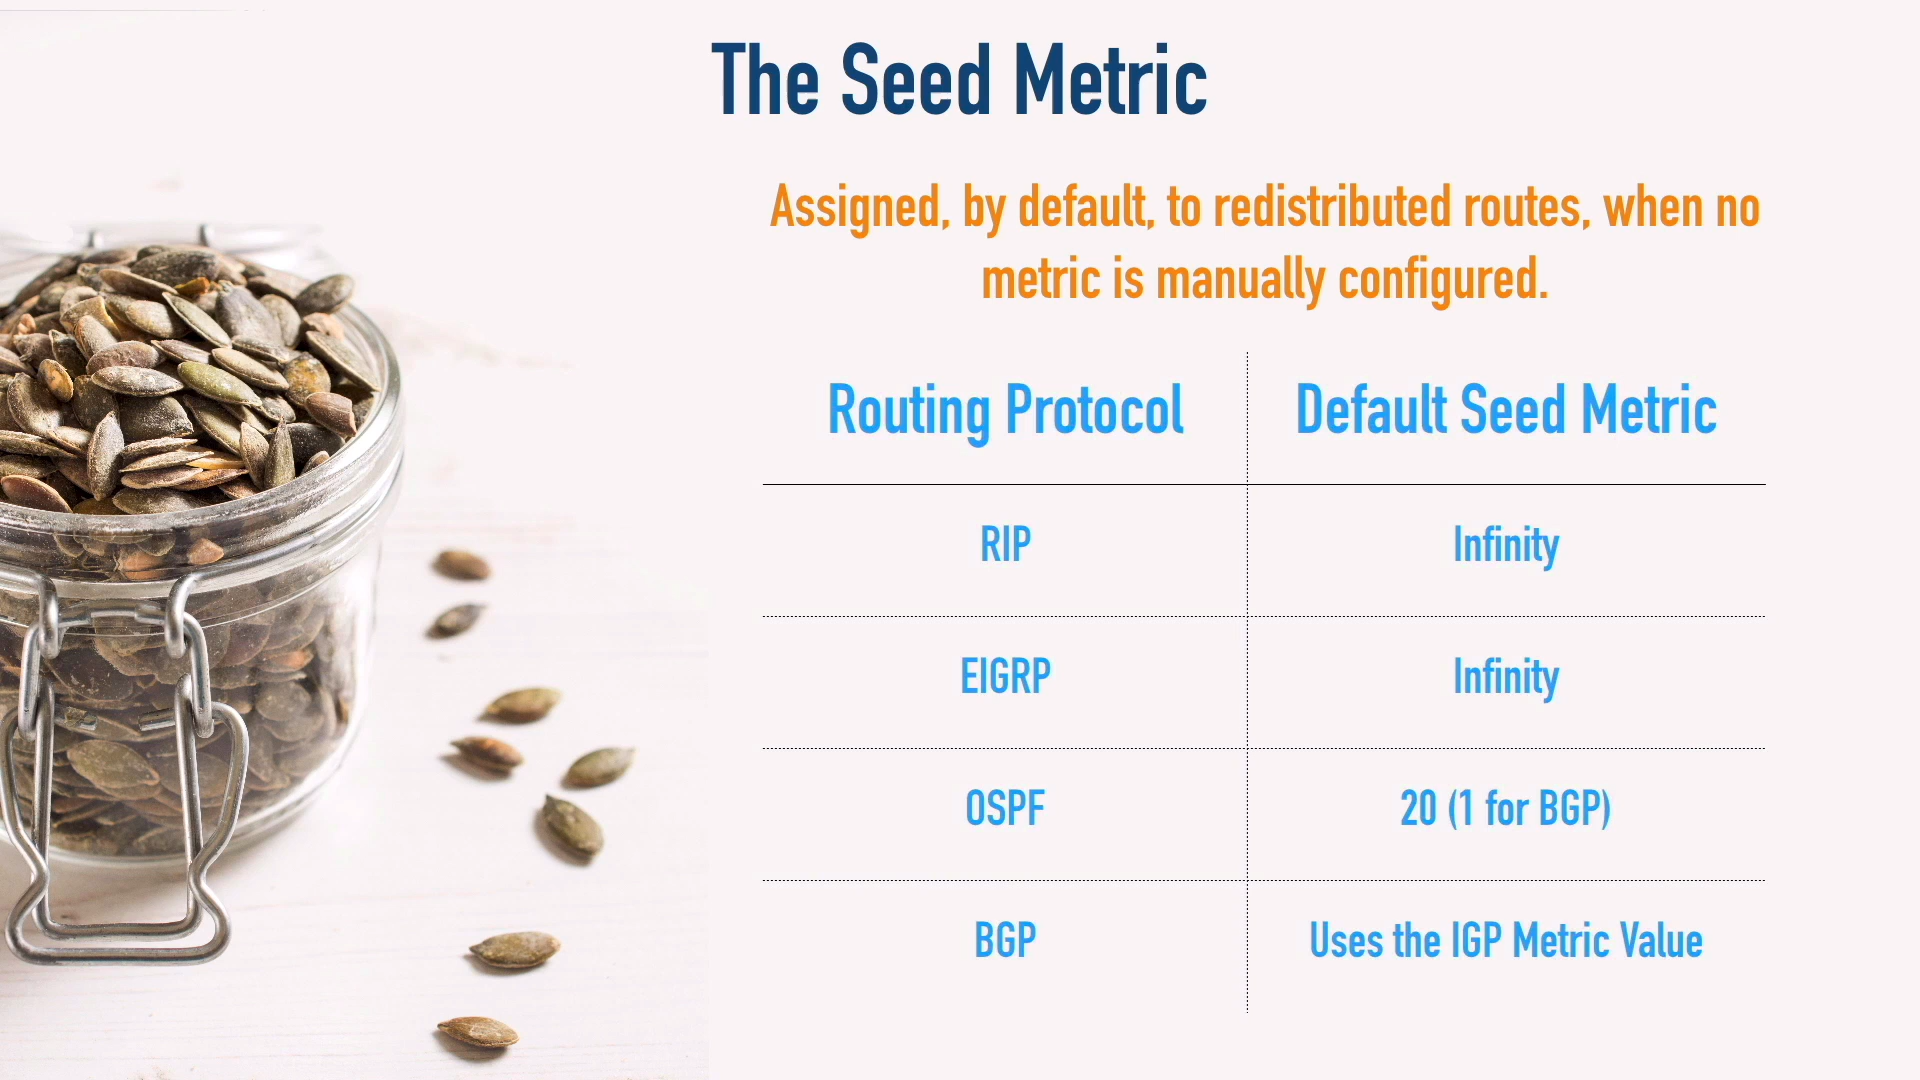 The Seed Metric
Assigned, by default, to redistributed routes, when no
metric is manually configured.
Routing Protocol Default Seed Metric
RIP Infinity
EIGRP Infinity
OSPF 20 (1 for BGP)
BGP Uses the IGP Metric Value